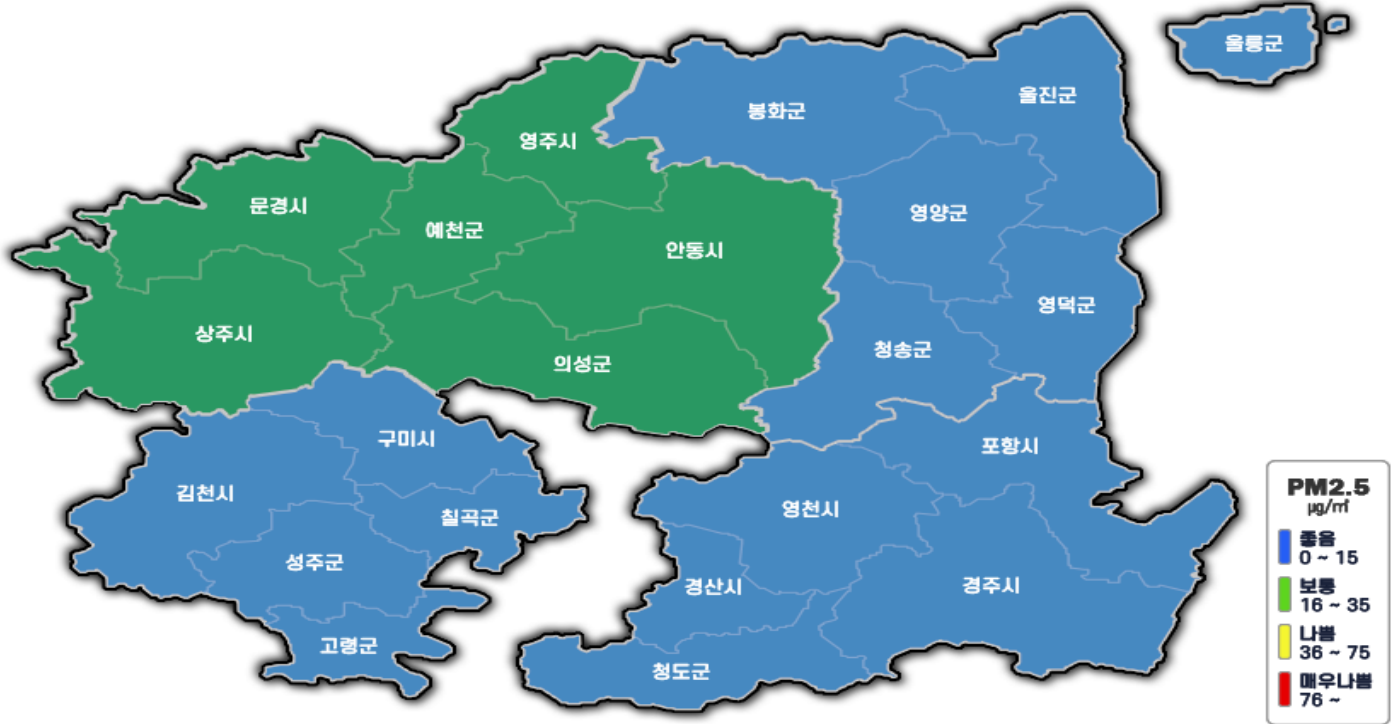 울릉군
울진군
봉화군
영주시
문경시
예천군
영양군
안동시
영덕군
상주시
청송군
의성군
구미시
포항시
김천시
칠곡군
영천시
성주군
경산시
경주시
고령군
청도군
PM2.5
㎍/㎥
좋음
0 ~ 15
보통
16 ~ 35
나쁨
36 ~ 75
매우나쁨
76 ~